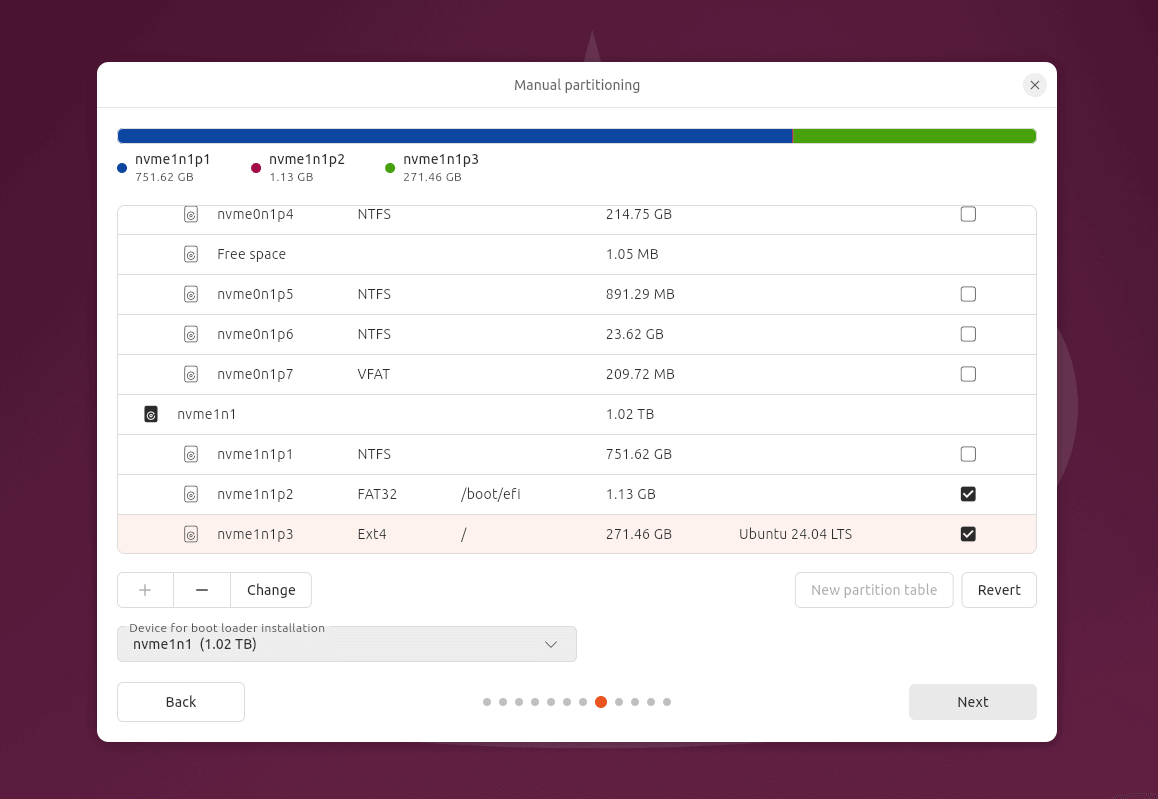 Manual partitioning
nvme1n1p1 nvme1n1p2 nvme1n1p3
751.62 GB 1.13 GB 271.46 GB
nvme0n1p4 NTFS 214.75 GB
Free space 1.05 MB
nvme0n1p5 NTFS 891.29 MB
nvme0n1p6 NTFS 23.62 GB
nvme0n1p7 VFAT 209.72 MB
nvme1n1 1.02 TB
nvme1n1p1 NTFS 751.62 GB
nvme1n1p2 FAT32 /boot/efi 1.13 GB
nvme1n1p3 Ext4 / 271.46 GB Ubuntu 24.04 LTS
+ − Change New partition table Revert
Device for boot loader installation
nvme1n1 (1.02 TB)
Back Next